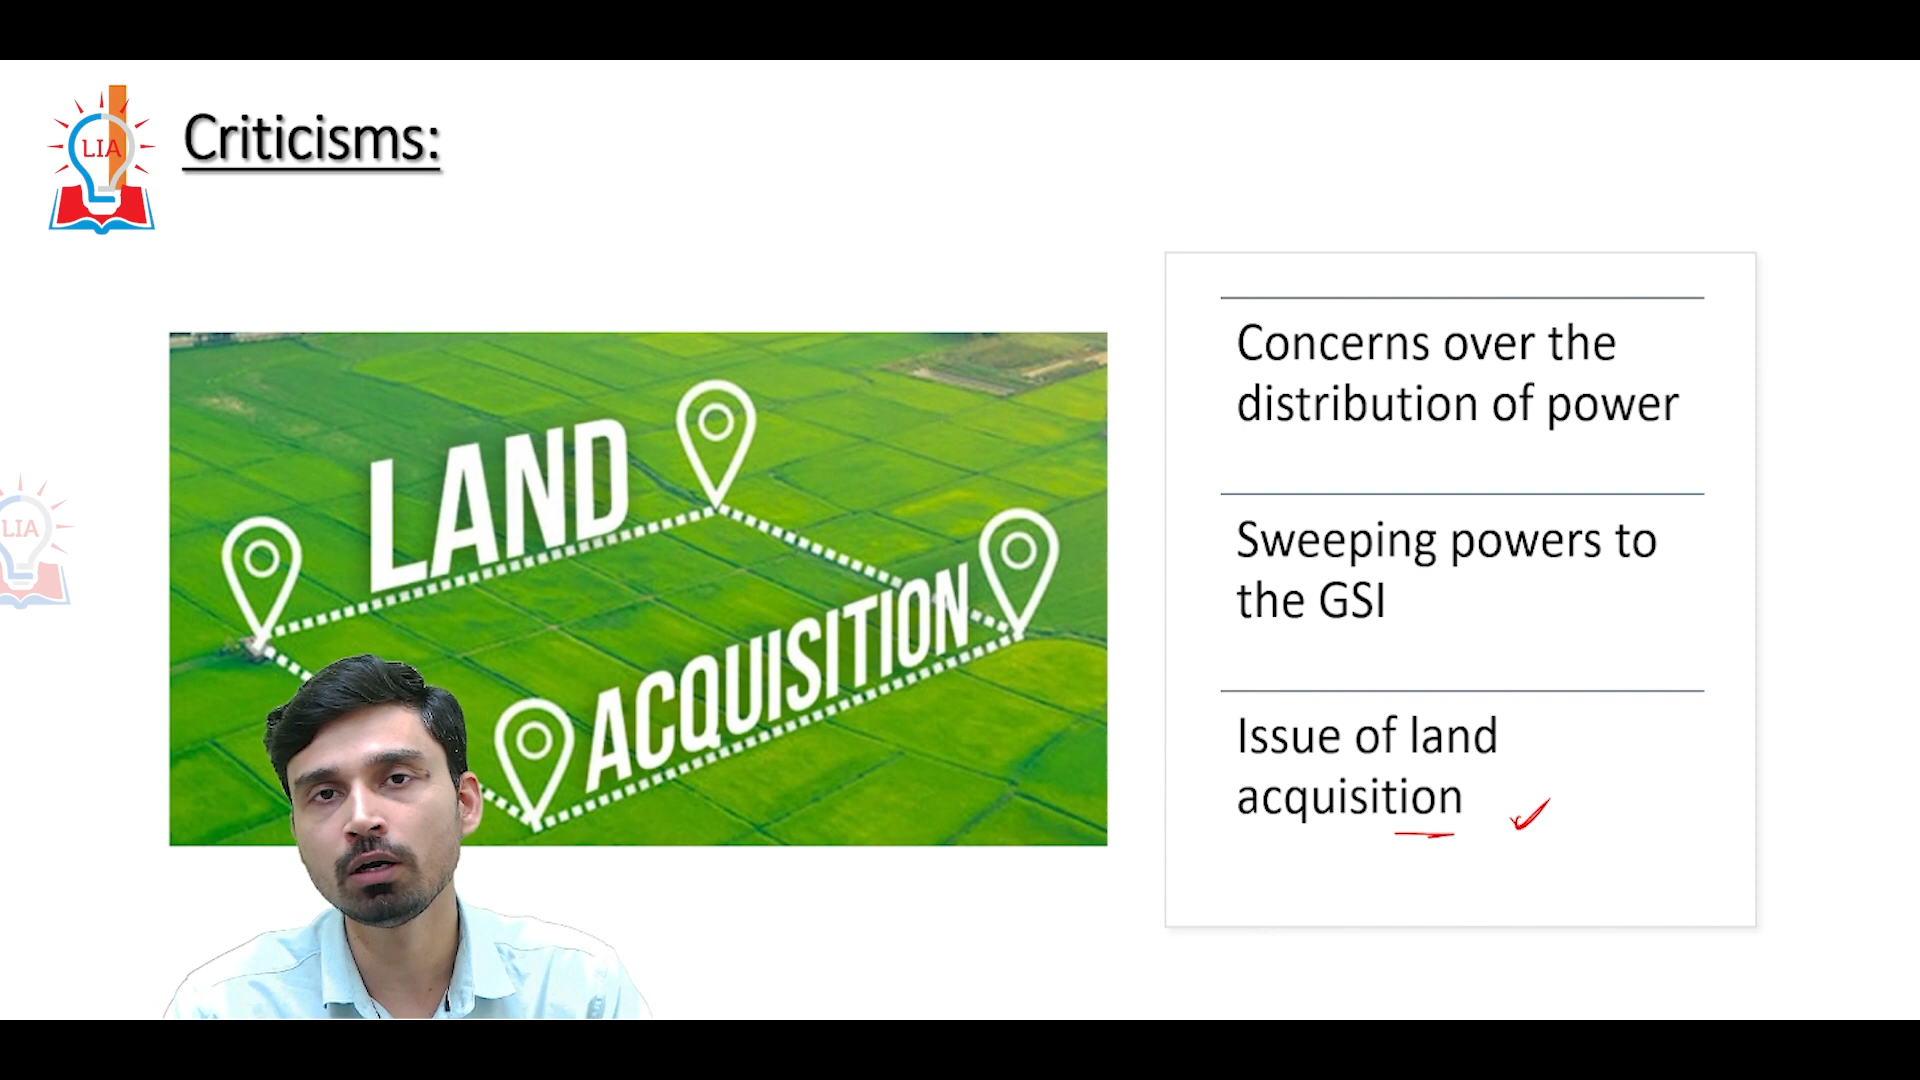 LIA
Criticisms:
LAND
ACQUISITION
Concerns over the
distribution of power
Sweeping powers to
the GSI
Issue of land
acquisition
LIA